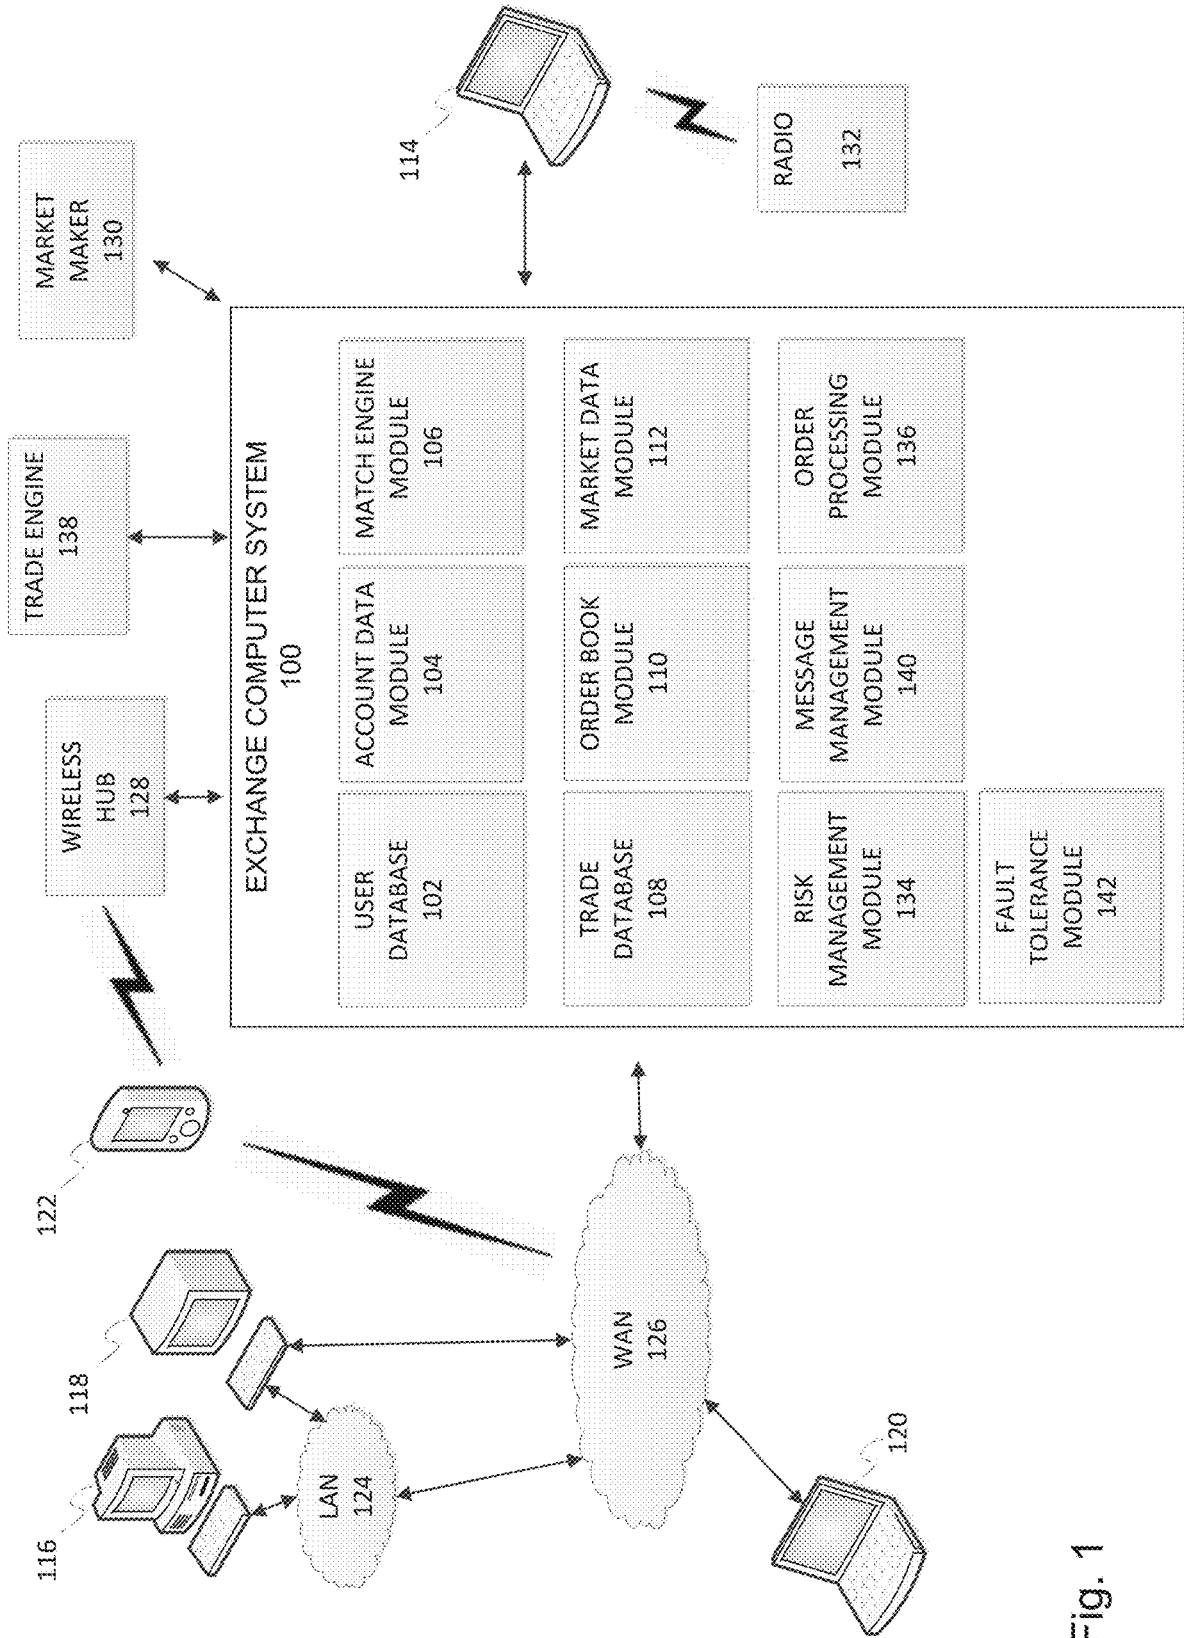 116
118
122
WIRELESS
HUB
128
TRADE ENGINE
138
MARKET
MAKER
130
EXCHANGE COMPUTER SYSTEM
100
LAN
124
USER
DATABASE
102
ACCOUNT DATA
MODULE
104
MATCH ENGINE
MODULE
106
114
TRADE
DATABASE
108
ORDER BOOK
MODULE
110
MARKET DATA
MODULE
112
WAN
126
RISK
MANAGEMENT
MODULE
134
MESSAGE
MANAGEMENT
MODULE
140
ORDER
PROCESSING
MODULE
136
RADIO
132
120
FAULT
TOLERANCE
MODULE
142
Fig. 1